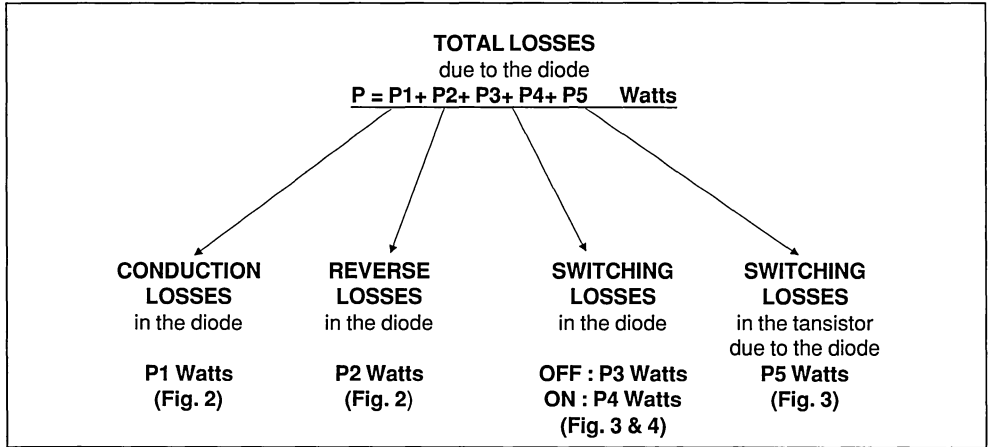 TOTAL LOSSES
due to the diode
P = P1+ P2+ P3+ P4+ P5 Watts
CONDUCTION
LOSSES
in the diode
P1 Watts
(Fig. 2)
REVERSE
LOSSES
in the diode
P2 Watts
(Fig. 2)
SWITCHING
LOSSES
in the diode
OFF : P3 Watts
ON : P4 Watts
(Fig. 3 & 4)
SWITCHING
LOSSES
in the tansistor
due to the diode
P5 Watts
(Fig. 3)